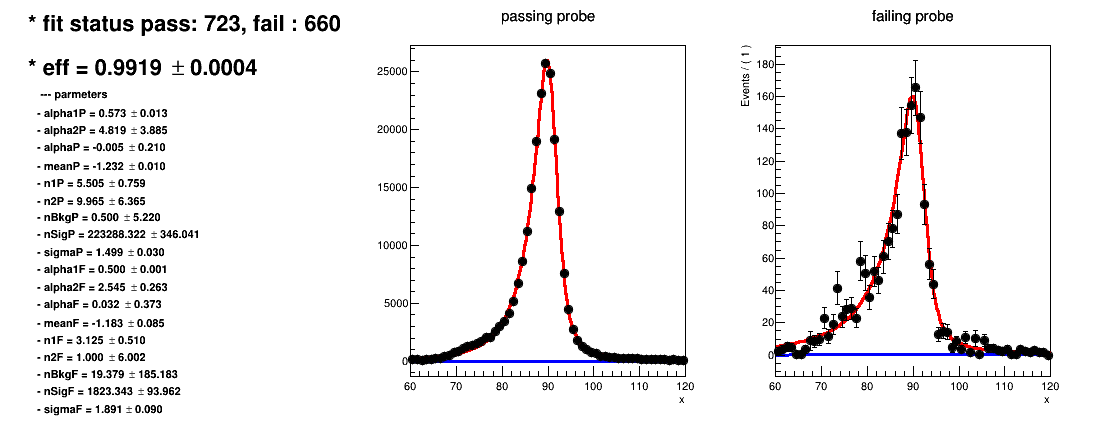 * fit status pass: 723, fail : 660
* eff = 0.9919 ± 0.0004
--- parmeters
- alpha1P = 0.573 ± 0.013
- alpha2P = 4.819 ± 3.885
- alphaP = -0.005 ± 0.210
- meanP = -1.232 ± 0.010
- n1P = 5.505 ± 0.759
- n2P = 9.965 ± 6.365
- nBkgP = 0.500 ± 5.220
- nSigP = 223288.322 ± 346.041
- sigmaP = 1.499 ± 0.030
- alpha1F = 0.500 ± 0.001
- alpha2F = 2.545 ± 0.263
- alphaF = 0.032 ± 0.373
- meanF = -1.183 ± 0.085
- n1F = 3.125 ± 0.510
- n2F = 1.000 ± 6.002
- nBkgF = 19.379 ± 185.183
- nSigF = 1823.343 ± 93.962
- sigmaF = 1.891 ± 0.090
passing probe
25000
20000
15000
10000
5000
0
60 70 80 90 100 110 120
x
failing probe
Events / ( 1 )
180
160
140
120
100
80
60
40
20
0
60 70 80 90 100 110 120
x